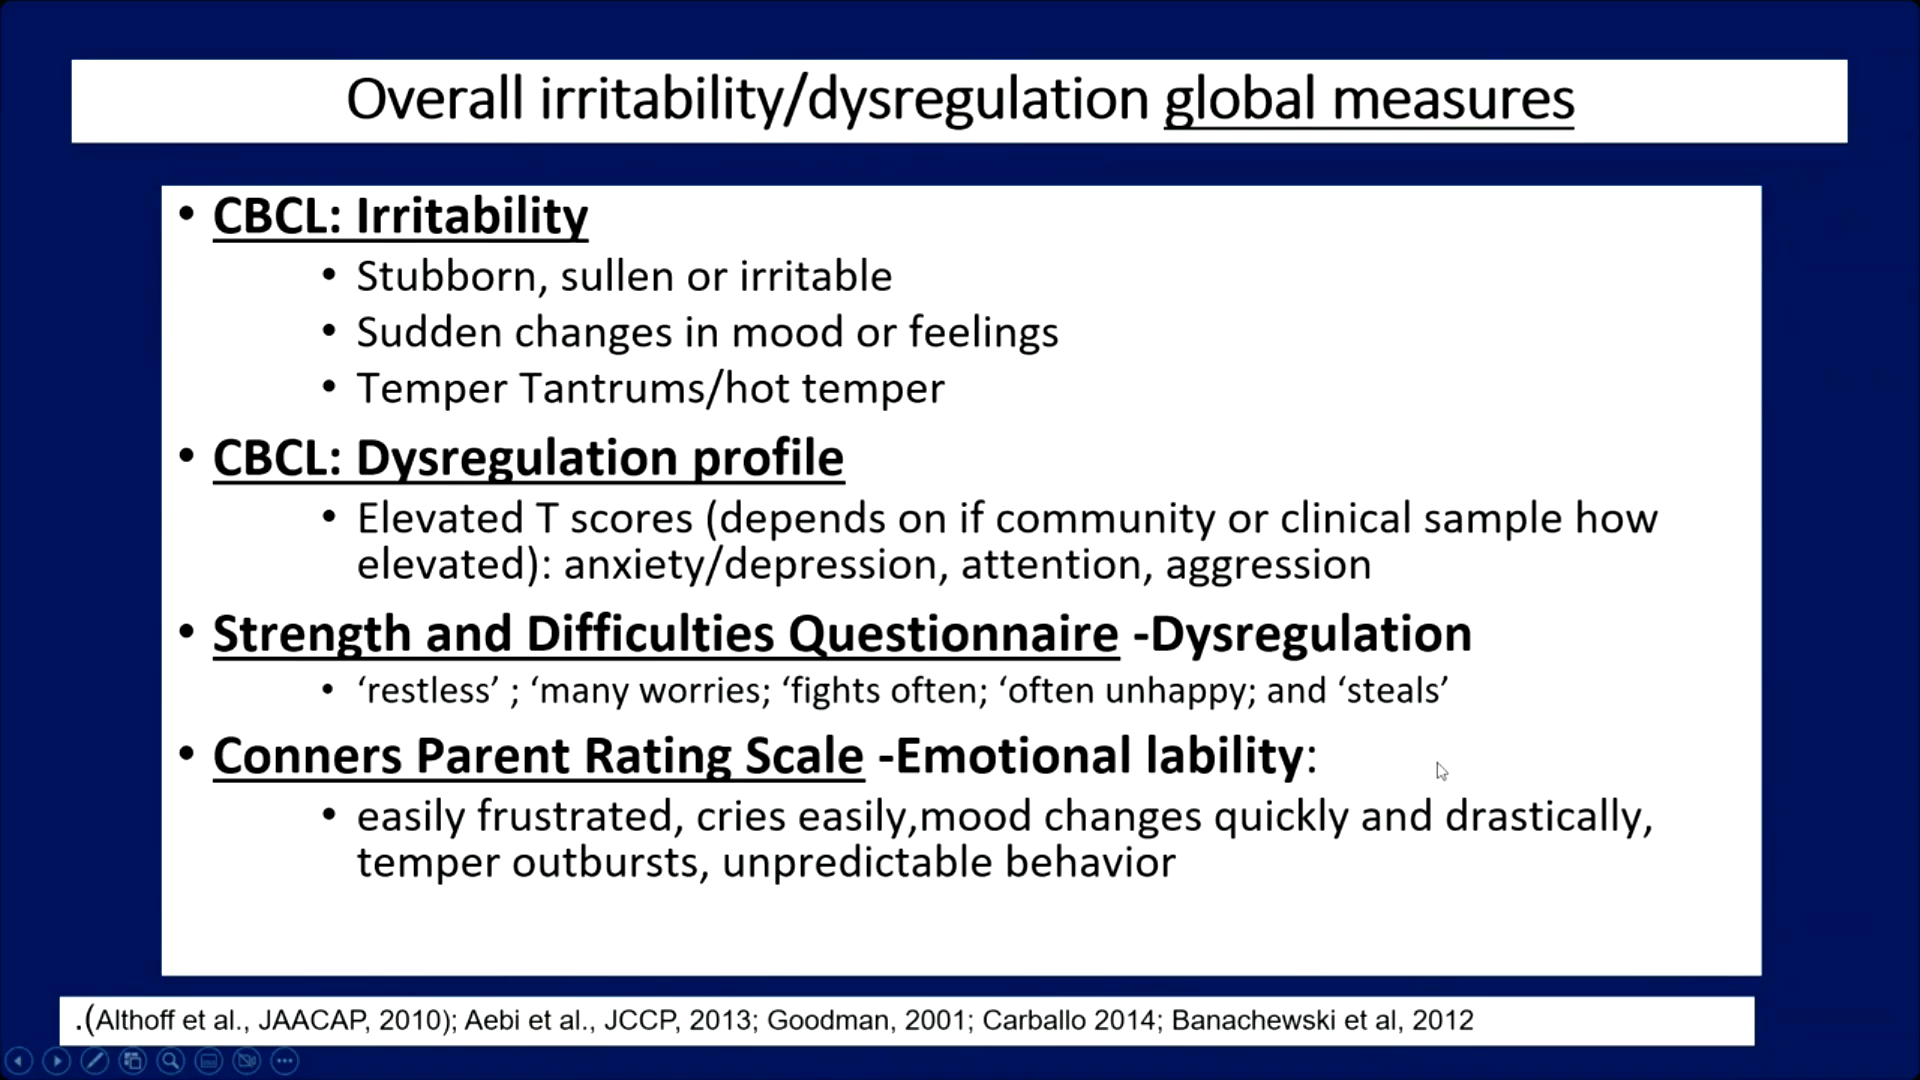 Overall irritability/dysregulation global measures
• CBCL: Irritability
• Stubborn, sullen or irritable
• Sudden changes in mood or feelings
• Temper Tantrums/hot temper
• CBCL: Dysregulation profile
• Elevated T scores (depends on if community or clinical sample how
elevated): anxiety/depression, attention, aggression
• Strength and Difficulties Questionnaire -Dysregulation
• ‘restless’ ; ‘many worries; ‘fights often; ‘often unhappy; and ‘steals’
• Conners Parent Rating Scale -Emotional lability:
• easily frustrated, cries easily,mood changes quickly and drastically,
temper outbursts, unpredictable behavior
.(Althoff et al., JAACAP, 2010); Aebi et al., JCCP, 2013; Goodman, 2001; Carballo 2014; Banachewski et al, 2012